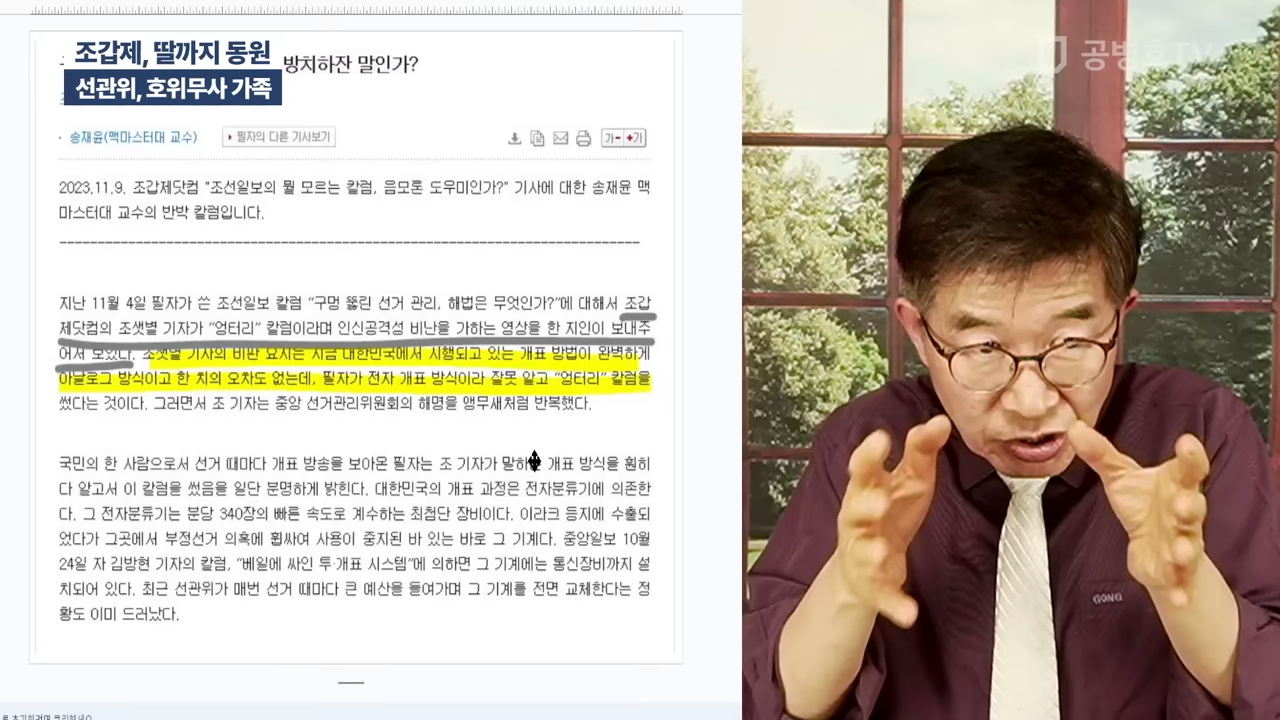 조갑제, 딸까지 동원
선관위, 호위무사 가족
방치하잔 말인가?
공병호TV
· 송재윤(맥마스터대 교수)
필자의 다른 기사보기
가- +가
2023.11.9. 조갑제닷컴 "조선일보의 뭘 모르는 칼럼, 음모론 도우미인가?" 기사에 대한 송재윤 맥
마스터대 교수의 반박 칼럼입니다.
지난 11월 4일 필자가 쓴 조선일보 칼럼 "구멍 뚫린 선거 관리, 해법은 무엇인가?"에 대해서 조갑
제닷컴의 조샛별 기자가 "엉터리" 칼럼이라며 인신공격성 비난을 가하는 영상을 한 지인이 보내주
어서 보았다. 조샛별 기자의 비판 요지는 지금 대한민국에서 시행되고 있는 개표 방법이 완벽하게
아날로그 방식이고 한 치의 오차도 없는데, 필자가 전자 개표 방식이라 잘못 알고 "엉터리" 칼럼을
썼다는 것이다. 그러면서 조 기자는 중앙 선거관리위원회의 해명을 앵무새처럼 반복했다.
국민의 한 사람으로서 선거 때마다 개표 방송을 보아온 필자는 조 기자가 말하 개표 방식을 훤히
다 알고서 이 칼럼을 썼음을 일단 분명하게 밝힌다. 대한민국의 개표 과정은 전자분류기에 의존한
다. 그 전자분류기는 분당 340장의 빠른 속도로 계수하는 최첨단 장비이다. 이라크 등지에 수출되
었다가 그곳에서 부정선거 의혹에 휩싸여 사용이 중지된 바 있는 바로 그 기계다. 중앙일보 10월
24일 자 김방현 기자의 칼럼, "베일에 싸인 투·개표 시스템"에 의하면 그 기계에는 통신장비까지 설
치되어 있다. 최근 선관위가 매번 선거 때마다 큰 예산을 들여가며 그 기계를 전면 교체한다는 정
황도 이미 드러났다.
GONG